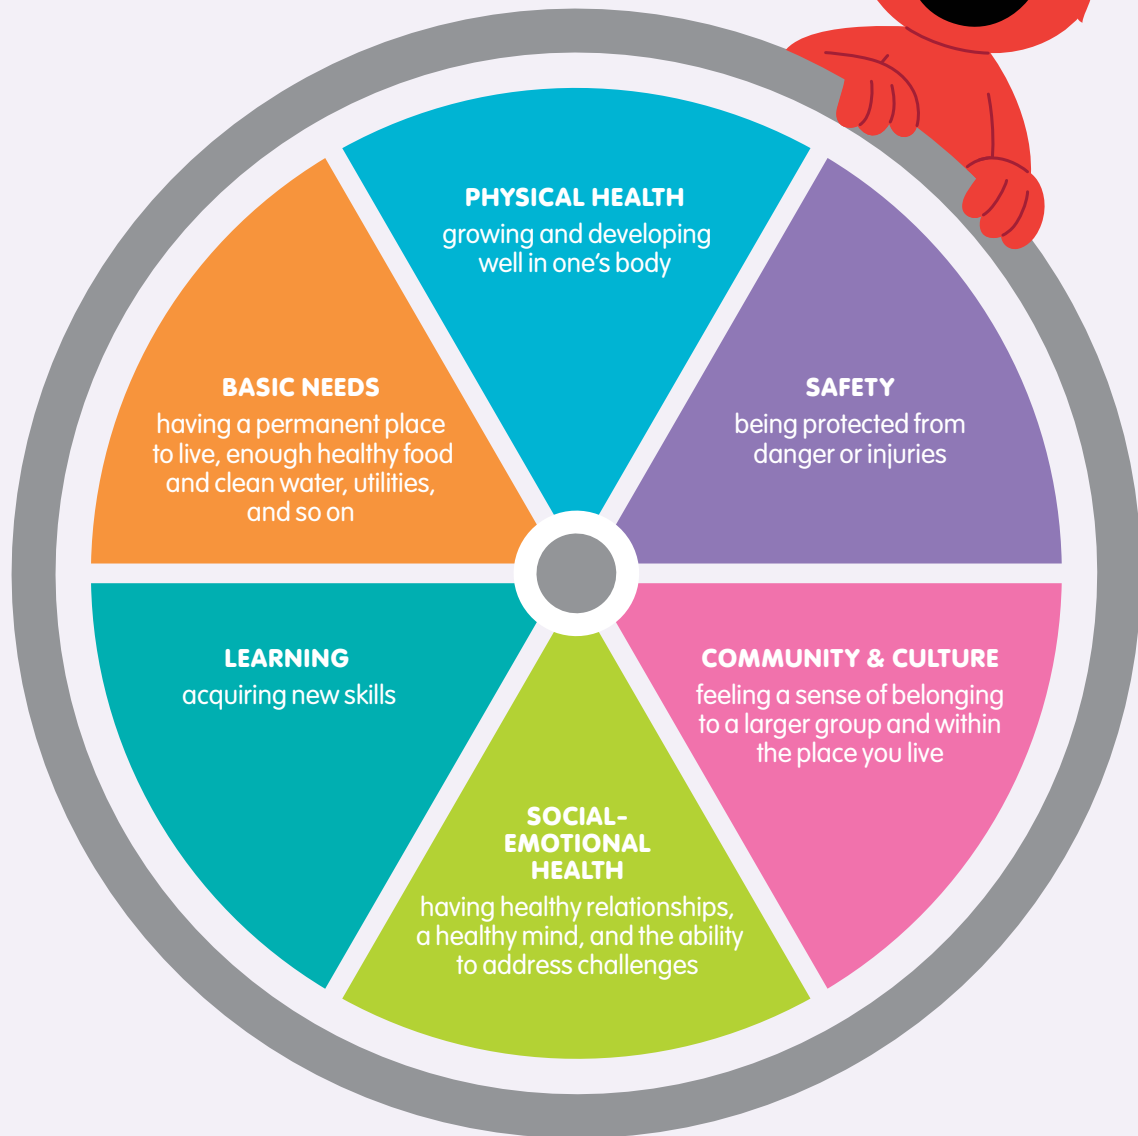 PHYSICAL HEALTH
growing and developing
well in one’s body
SAFETY
being protected from
danger or injuries
COMMUNITY & CULTURE
feeling a sense of belonging
to a larger group and within
the place you live
SOCIAL-
EMOTIONAL
HEALTH
having healthy relationships,
a healthy mind, and the ability
to address challenges
LEARNING
acquiring new skills
BASIC NEEDS
having a permanent place
to live, enough healthy food
and clean water, utilities,
and so on